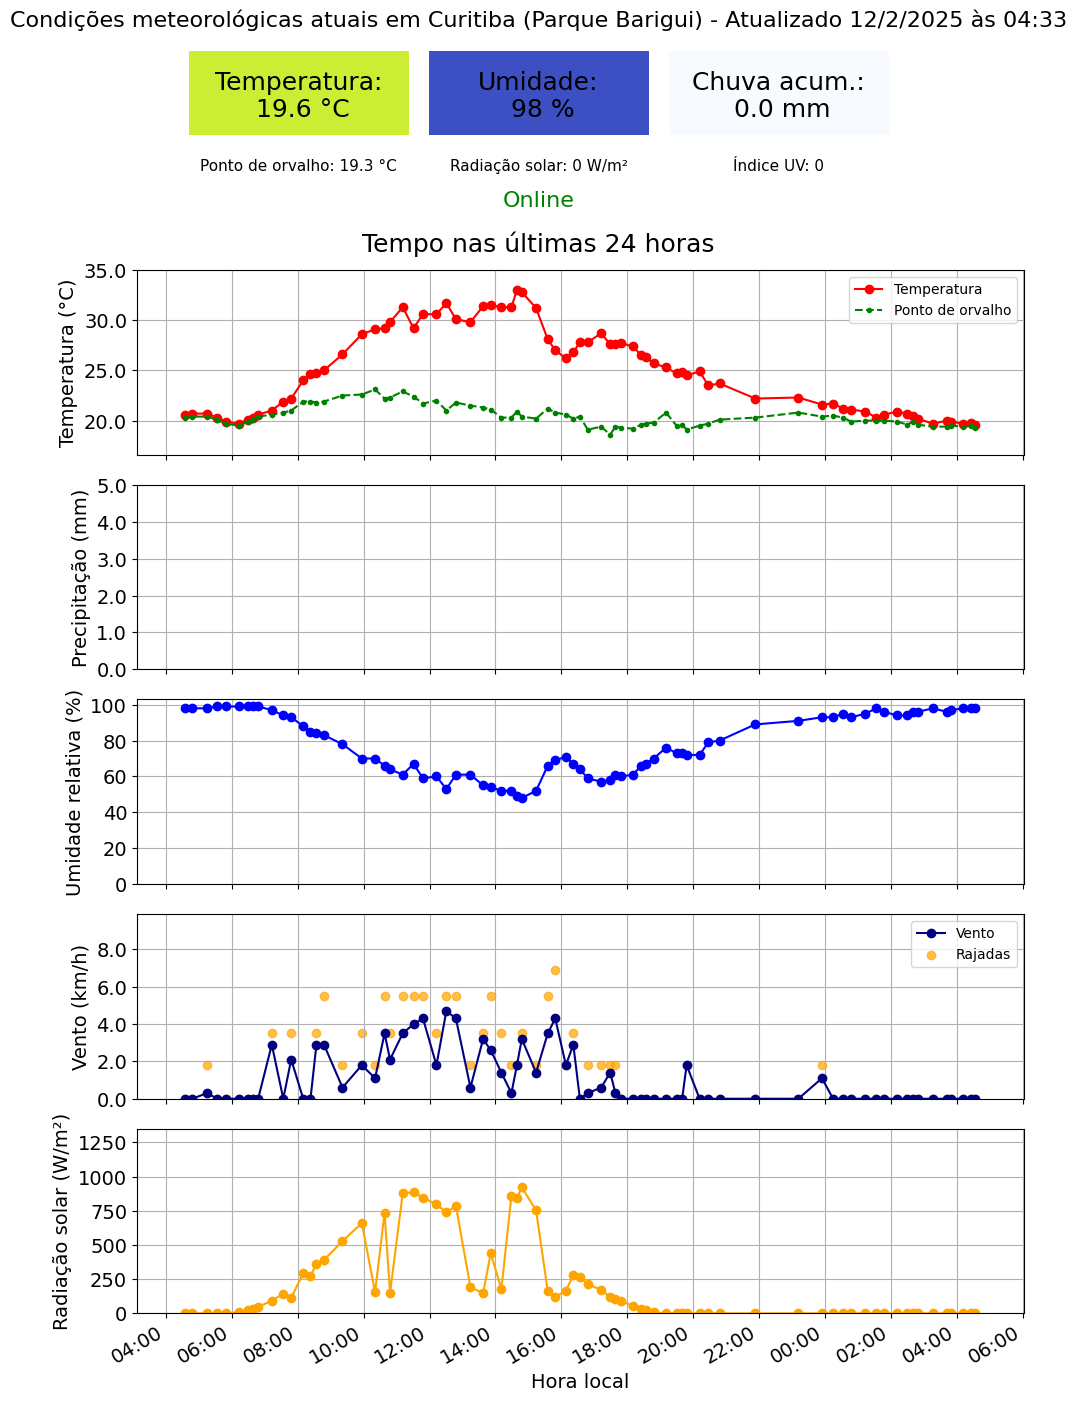 Condições meteorológicas atuais em Curitiba (Parque Barigui) - Atualizado 12/2/2025 às 04:33
Temperatura:
19.6 °C
Umidade:
98 %
Chuva acum.:
0.0 mm
Ponto de orvalho: 19.3 °C
Radiação solar: 0 W/m²
Índice UV: 0
Online
Tempo nas últimas 24 horas
Temperatura (°C)
35.0
30.0
25.0
20.0
Temperatura
Ponto de orvalho
Precipitação (mm)
5.0
4.0
3.0
2.0
1.0
0.0
Umidade relativa (%)
100
80
60
40
20
0
Vento (km/h)
8.0
6.0
4.0
2.0
0.0
Vento
Rajadas
Radiação solar (W/m²)
1250
1000
750
500
250
0
04:00
06:00
08:00
10:00
12:00
14:00
16:00
18:00
20:00
22:00
00:00
02:00
04:00
06:00
Hora local